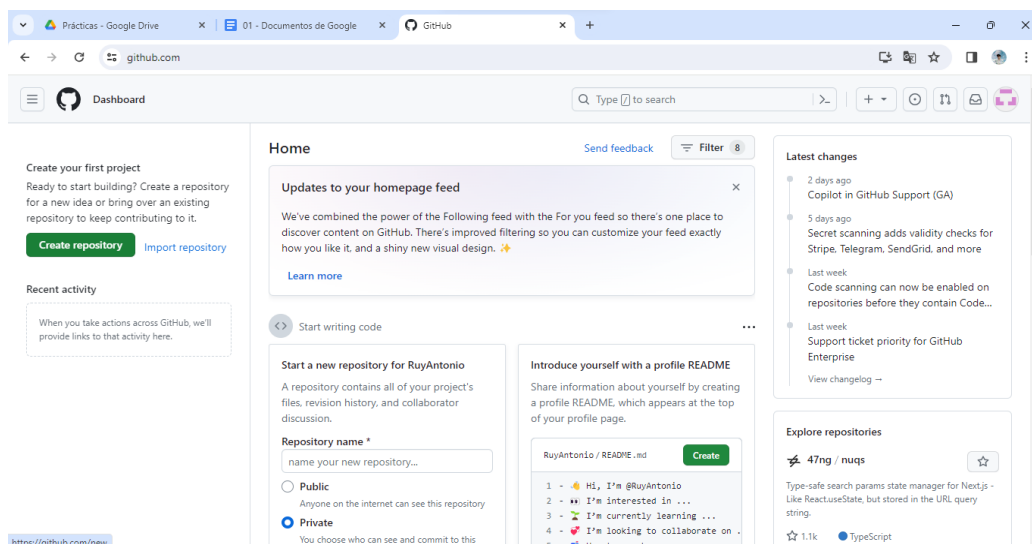 Prácticas - Google Drive
01 - Documentos de Google
GitHub
github.com
Dashboard
Type / to search
Create your first project
Ready to start building? Create a repository
for a new idea or bring over an existing
repository to keep contributing to it.
Create repository
Import repository
Recent activity
When you take actions across GitHub, we'll
provide links to that activity here.
Home
Send feedback
Filter 8
Updates to your homepage feed
We've combined the power of the Following feed with the For you feed so there's one place to
discover content on GitHub. There's improved filtering so you can customize your feed exactly
how you like it, and a shiny new visual design. ✨
Learn more
Start writing code
Start a new repository for RuyAntonio
A repository contains all of your project's
files, revision history, and collaborator
discussion.
Repository name *
name your new repository...
Public
Anyone on the internet can see this repository
Private
You choose who can see and commit to this
Introduce yourself with a profile README
Share information about yourself by creating
a profile README, which appears at the top
of your profile page.
RuyAntonio / README.md
Create
1 - 👋 Hi, I'm @RuyAntonio
2 - 👀 I'm interested in ...
3 - 🌱 I'm currently learning ...
4 - 💞️ I'm looking to collaborate on .
Latest changes
2 days ago
Copilot in GitHub Support (GA)
5 days ago
Secret scanning adds validity checks for
Stripe, Telegram, SendGrid, and more
Last week
Code scanning can now be enabled on
repositories before they contain Code...
Last week
Support ticket priority for GitHub
Enterprise
View changelog →
Explore repositories
47ng / nuqs
Type-safe search params state manager for Next.js -
Like React.useState, but stored in the URL query
string.
1.1k
TypeScript
https://github.com/new